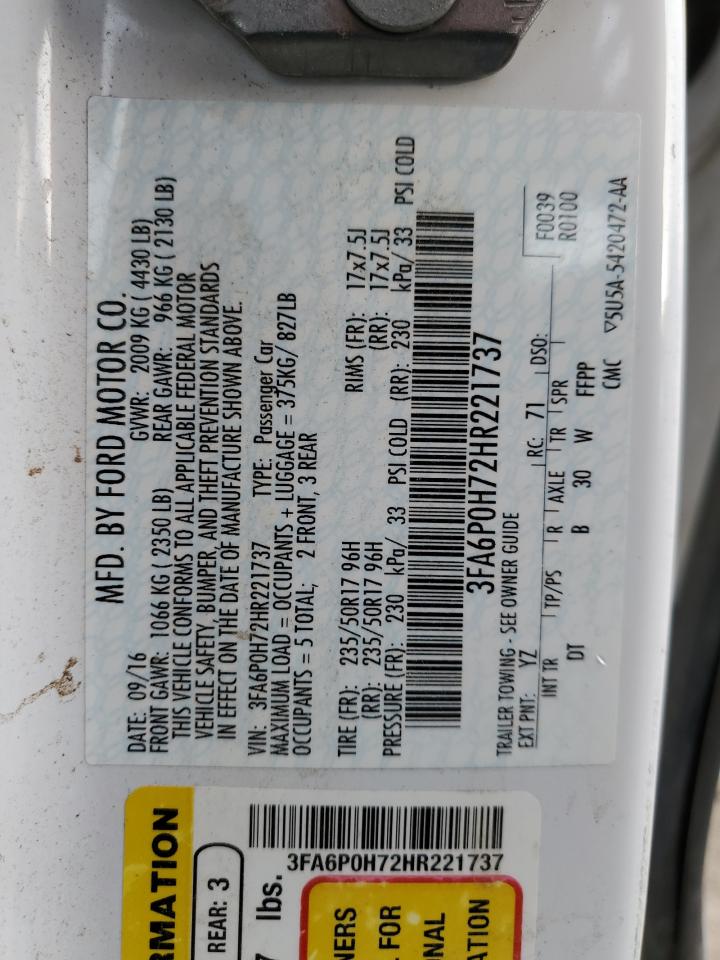 MFD. BY FORD MOTOR CO.
DATE: 09/16 GVWR: 2009 KG ( 4430 LB)
FRONT GAWR: 1066 KG ( 2350 LB) REAR GAWR: 966 KG ( 2130 LB)
THIS VEHICLE CONFORMS TO ALL APPLICABLE FEDERAL MOTOR
VEHICLE SAFETY, BUMPER, AND THEFT PREVENTION STANDARDS
IN EFFECT ON THE DATE OF MANUFACTURE SHOWN ABOVE.
VIN: 3FA6P0H72HR221737 TYPE: Passenger Car
MAXIMUM LOAD = OCCUPANTS + LUGGAGE = 375KG/ 827LB
OCCUPANTS = 5 TOTAL; 2 FRONT, 3 REAR
TIRE (FR): 235/50R17 96H RIMS (FR): 17x7.5J
(RR): 235/50R17 96H (RR): 17x7.5J
PRESSURE (FR): 230 kPa/ 33 PSI COLD (RR): 230 kPa/ 33 PSI COLD
3FA6P0H72HR221737
TRAILER TOWING - SEE OWNER GUIDE
EXT PNT: YZ RC: 71 DSO: F0039
R0100
INT TR TP/PS R AXLE TR SPR
DT B 30 W FFPP
CMC ▽5U5A-5420472-AA
RMATION
REAR: 3
7 lbs.
3FA6P0H72HR221737
NERS
FOR
NAL
ATION